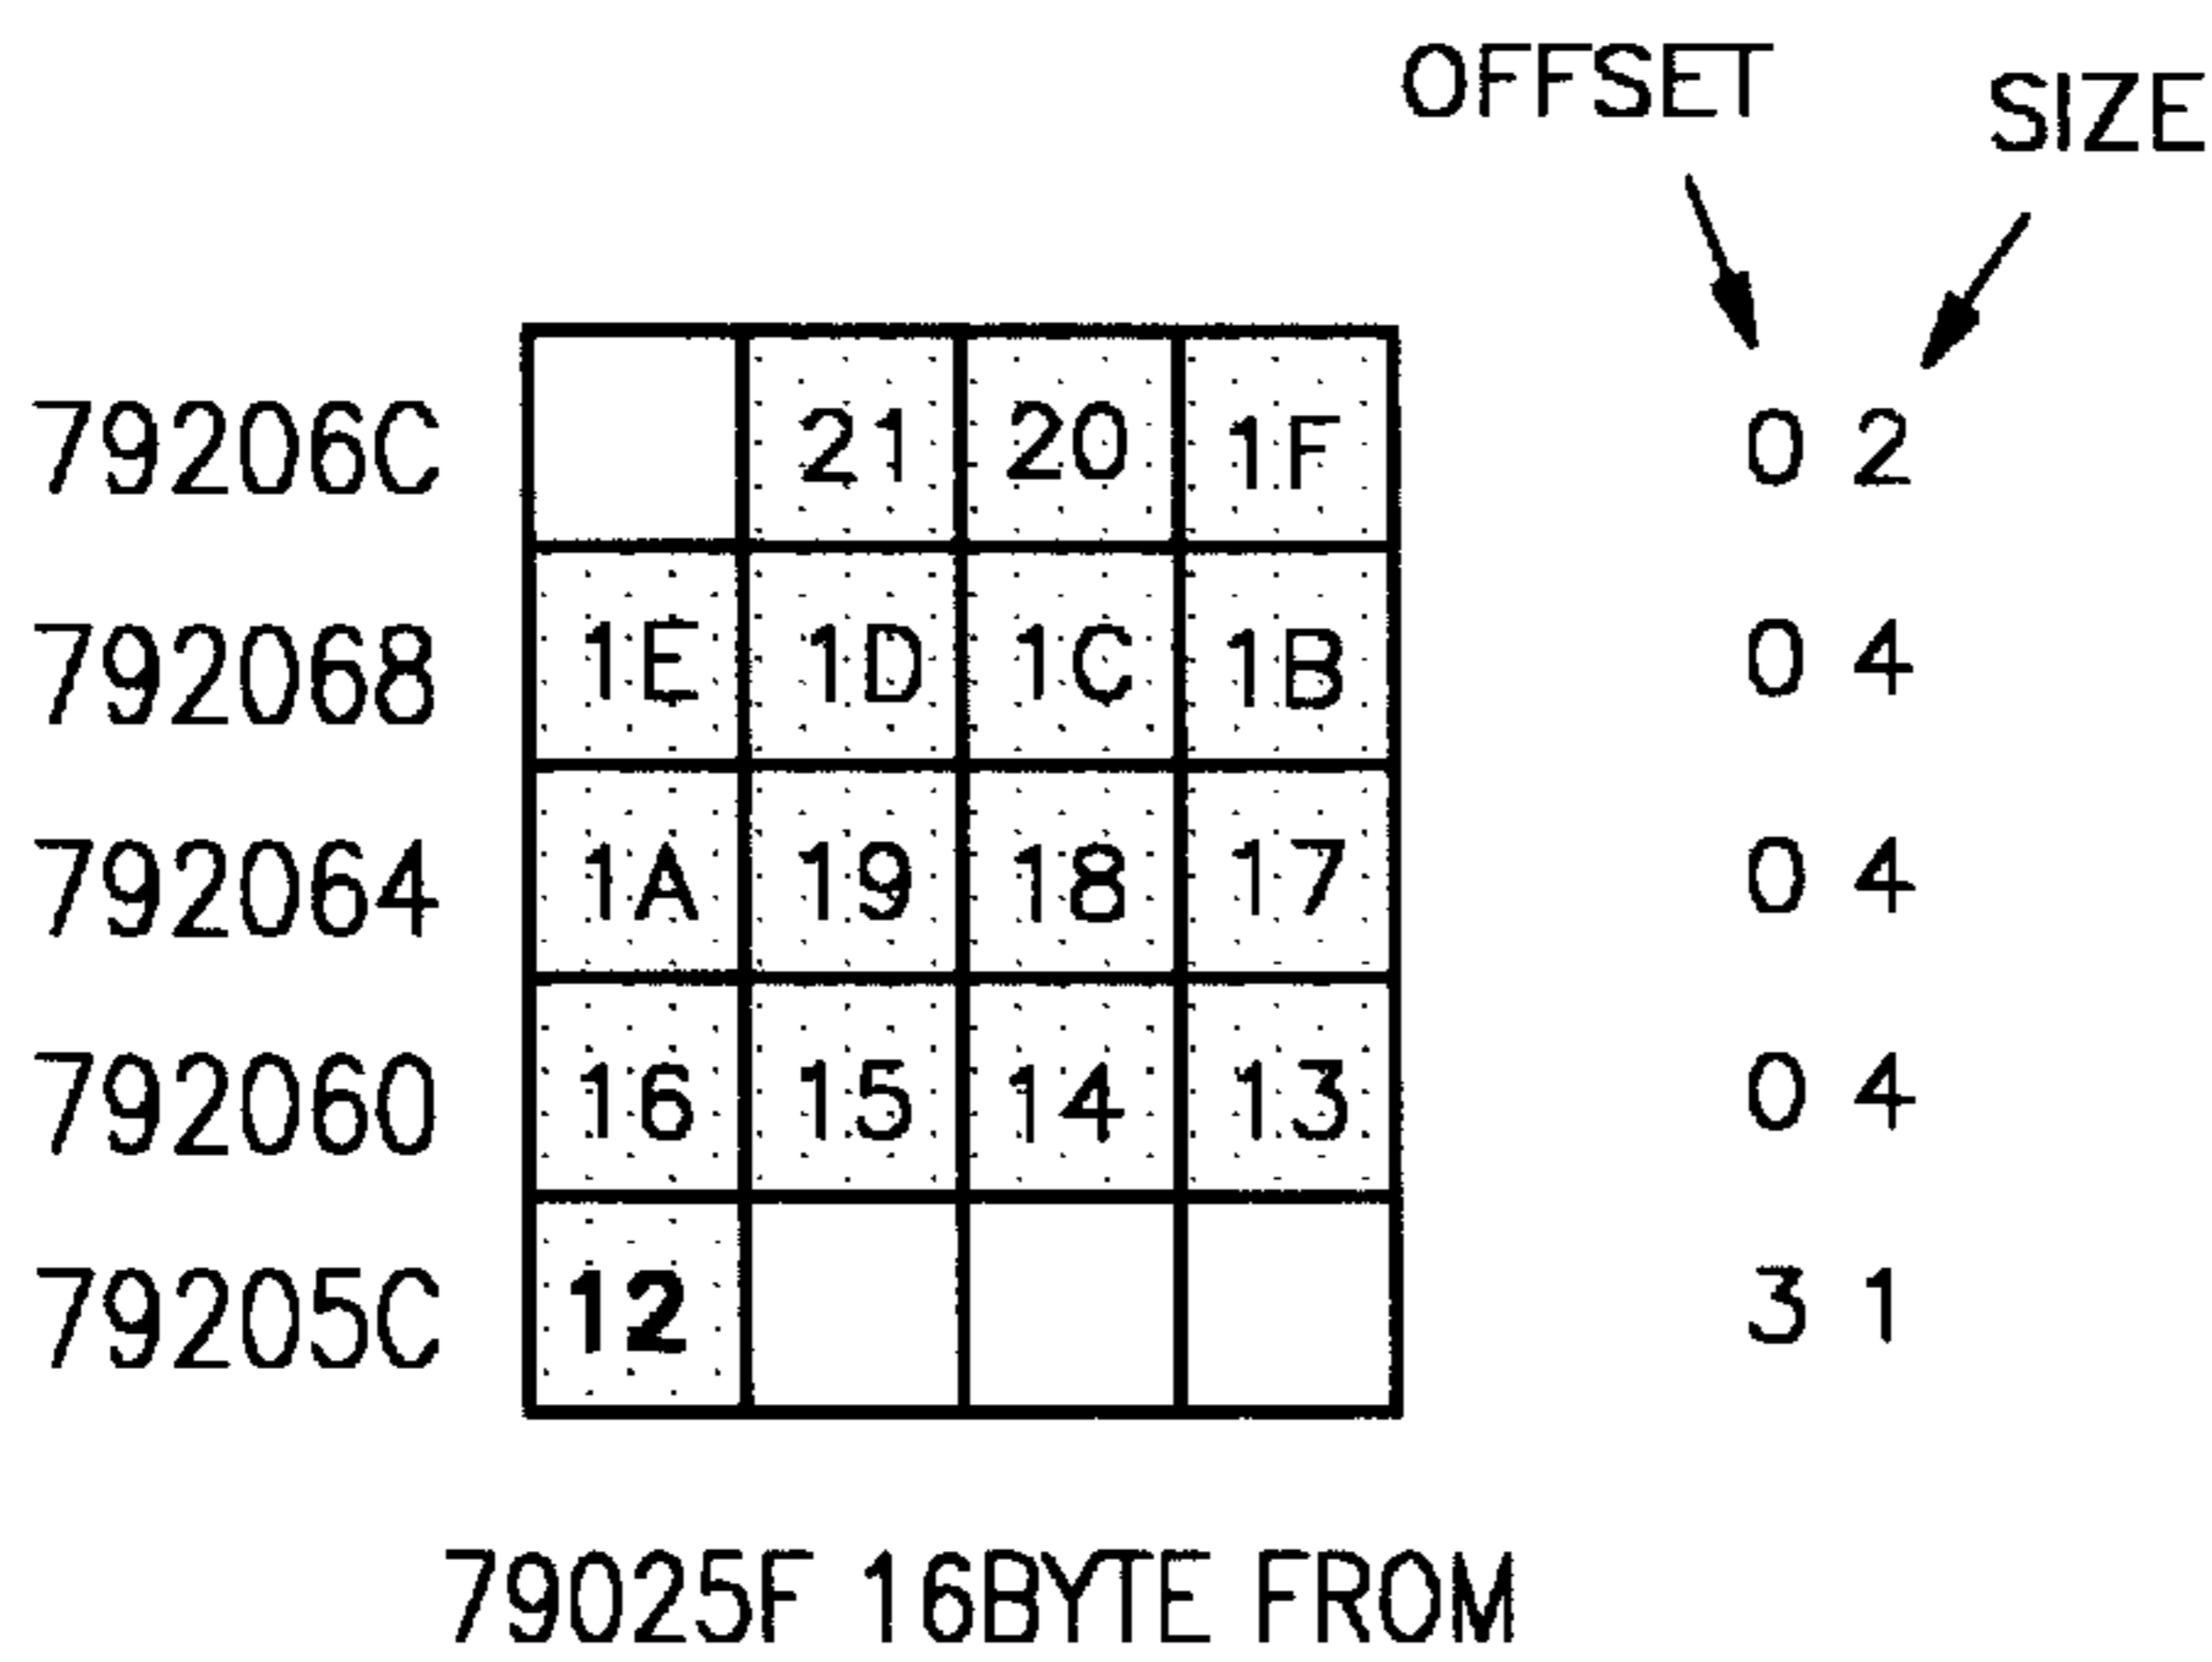 OFFSET
SIZE
79206C 21 20 1F 0 2
792068 1E 1D 1C 1B 0 4
792064 1A 19 18 17 0 4
792060 16 15 14 13 0 4
79205C 12 3 1
79025F 16BYTE FROM